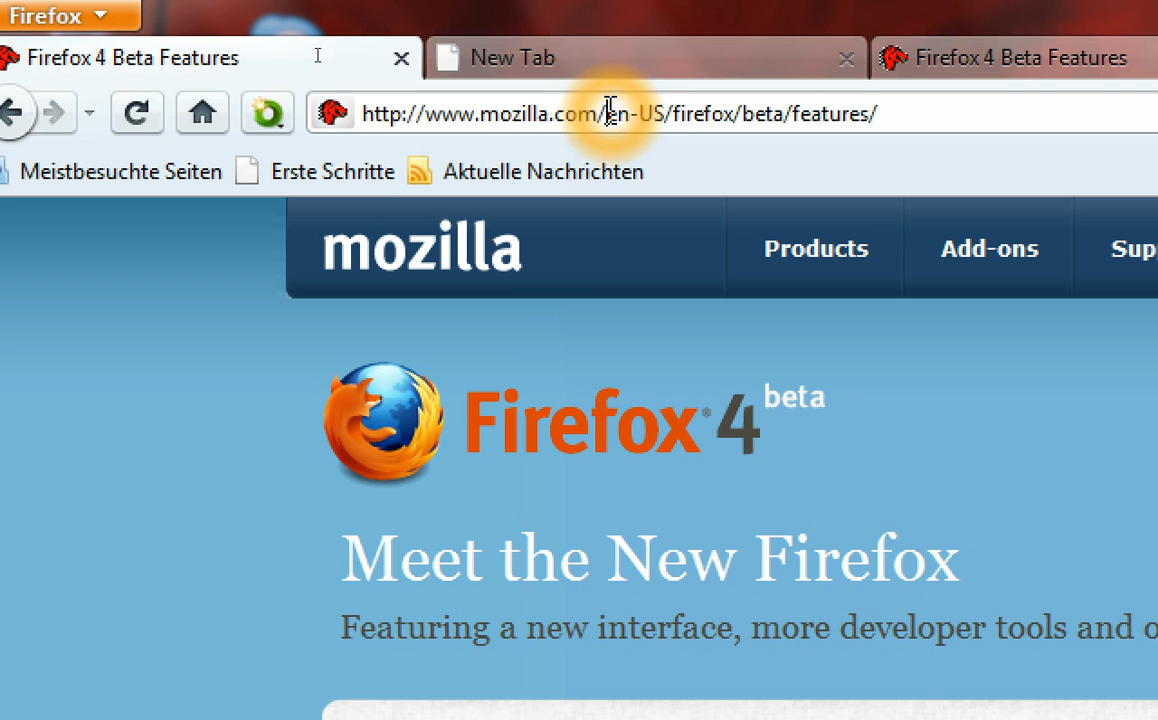 Firefox
Firefox 4 Beta Features
New Tab
Firefox 4 Beta Features
http://www.mozilla.com/en-US/firefox/beta/features/
Meistbesuchte Seiten
Erste Schritte
Aktuelle Nachrichten
mozilla
Products
Add-ons
Sup
Firefox® 4 beta
Meet the New Firefox
Featuring a new interface, more developer tools and o